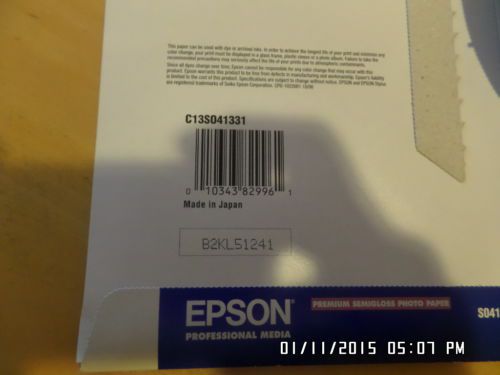 This paper can be used with dye or archival inks. In order to achieve the longest life of your print and minimize any
color change, your print must be displayed in a glass frame, plastic sleeve or a photo album. Failure to take the
recommended precautions may seriously affect the life of your prints due to atmospheric contaminants.
Since all dyes change over time, Epson cannot be responsible for any color change that may occur with this
product. Epson warrants this product to be free from defects in manufacturing and workmanship. Epson's liability
is limited to the cost of this product. Specifications are subject to change without notice. EPSON and EPSON Stylus
are registered trademarks of Seiko Epson Corporation.
C13S041331
0 10343 82996 1
Made in Japan
B2KL51241
EPSON
PREMIUM SEMIGLOSS PHOTO PAPER
S041
PROFESSIONAL MEDIA
01/11/2015 05:07 PM